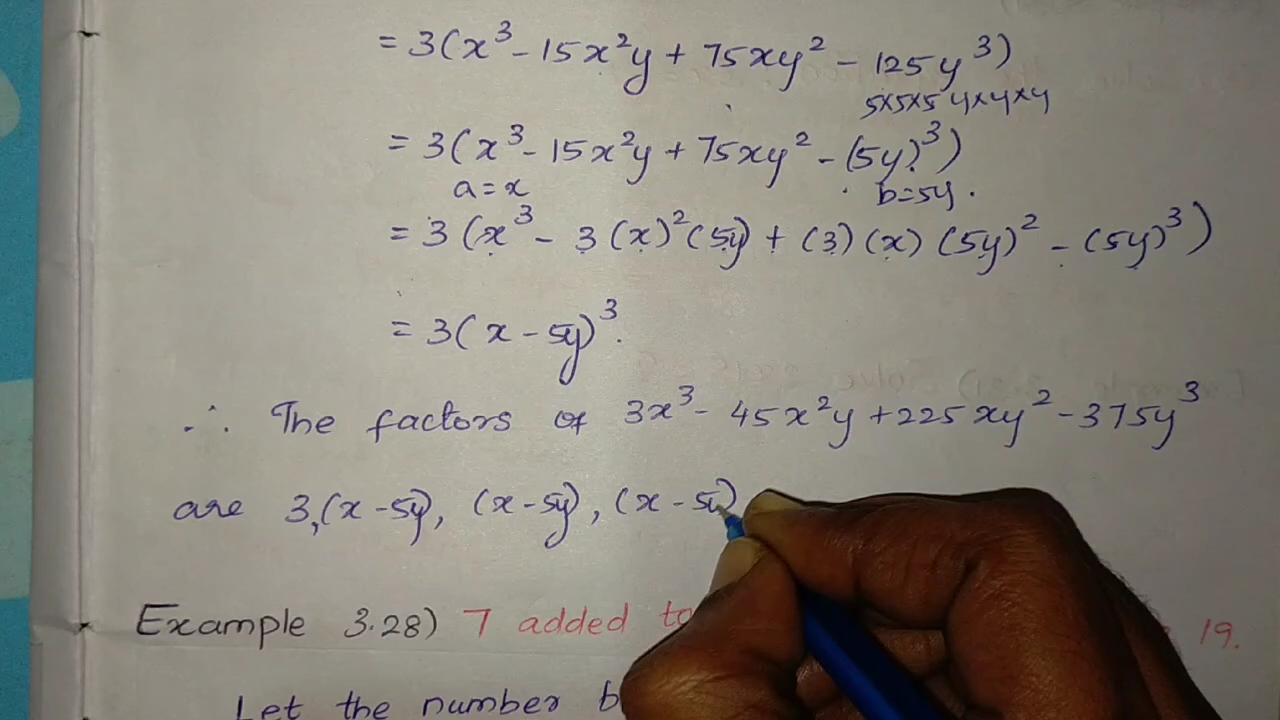 = 3(x³ - 15x²y + 75xy² - 125y³)
5×5×5 y×y×y
= 3(x³ - 15x²y + 75xy² - (5y)³)
a = x b = 5y.
= 3(x³ - 3(x)²(5y) + (3)(x)(5y)² - (5y)³)
= 3(x - 5y)³.
∴ The factors of 3x³ - 45x²y + 225xy² - 375y³
are 3, (x - 5y), (x - 5y), (x - 5y)
Example 3.28) 7 added to 19.
Let the number